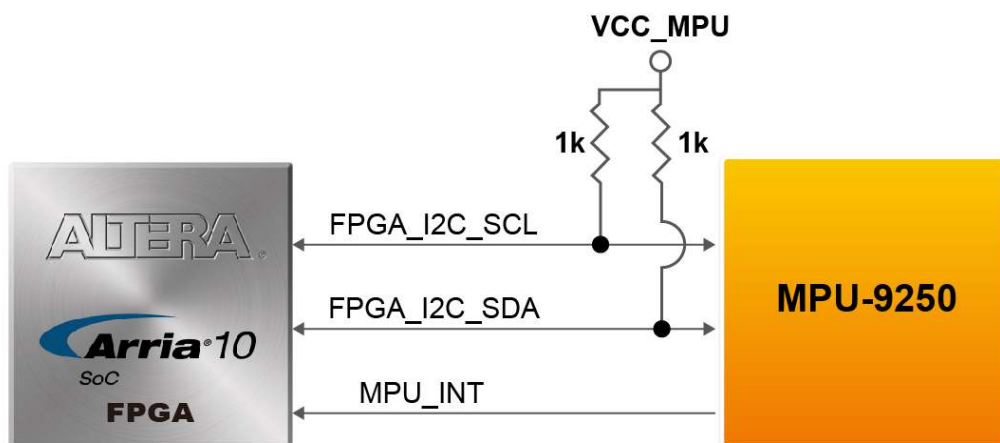 VCC_MPU
1k 1k
ALTERA®
FPGA_I2C_SCL
FPGA_I2C_SDA
MPU-9250
Arria® 10
SoC
FPGA
MPU_INT